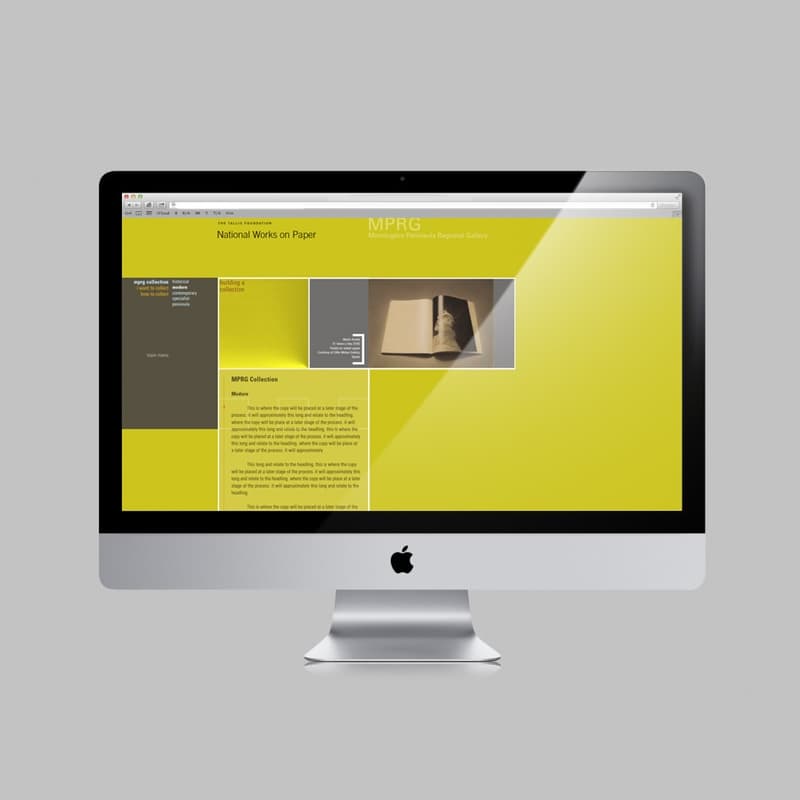 THE TALLIS FOUNDATION
National Works on Paper
MPRG
Mornington Peninsula Regional Gallery
mprg collection
i want to collect
how to collect
historical
modern
contemporary
specialist
peninsula
main menu
building a
collection
MPRG Collection
Modern
This is where the copy will be placed at a later stage of the
process. it will approximately this long and relate to the heading.
where the copy will be place at a later stage of the process. it will
approximately this long and relate to the heading. this is where the
copy will be placed at a later stage of the process. it will approximately
this long and relate to the heading. where the copy will be place at
a later stage of the process. it will approximately
This long and relate to the heading. this is where the copy
will be placed at a later stage of the process. it will approximately this
long and relate to the heading. where the copy will be place at a later
stage of the process. it will approximately this long and relate to the
heading.
This is where the copy will be placed at a later stage of the